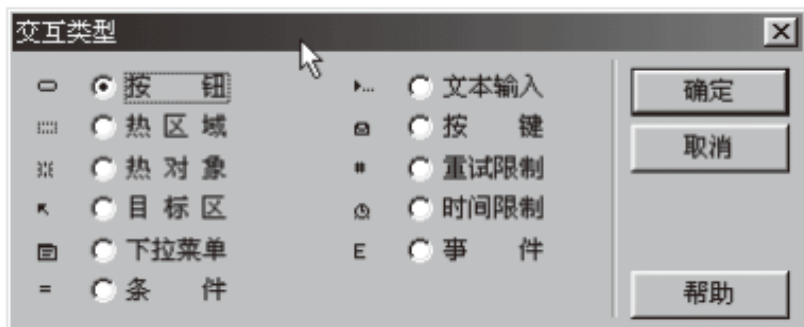 交互类型
按 钮
热 区 域
热 对 象
目 标 区
下拉菜单
= 条 件
文本输入
按 键
# 重试限制
时间限制
E 事 件
确定
取消
帮助